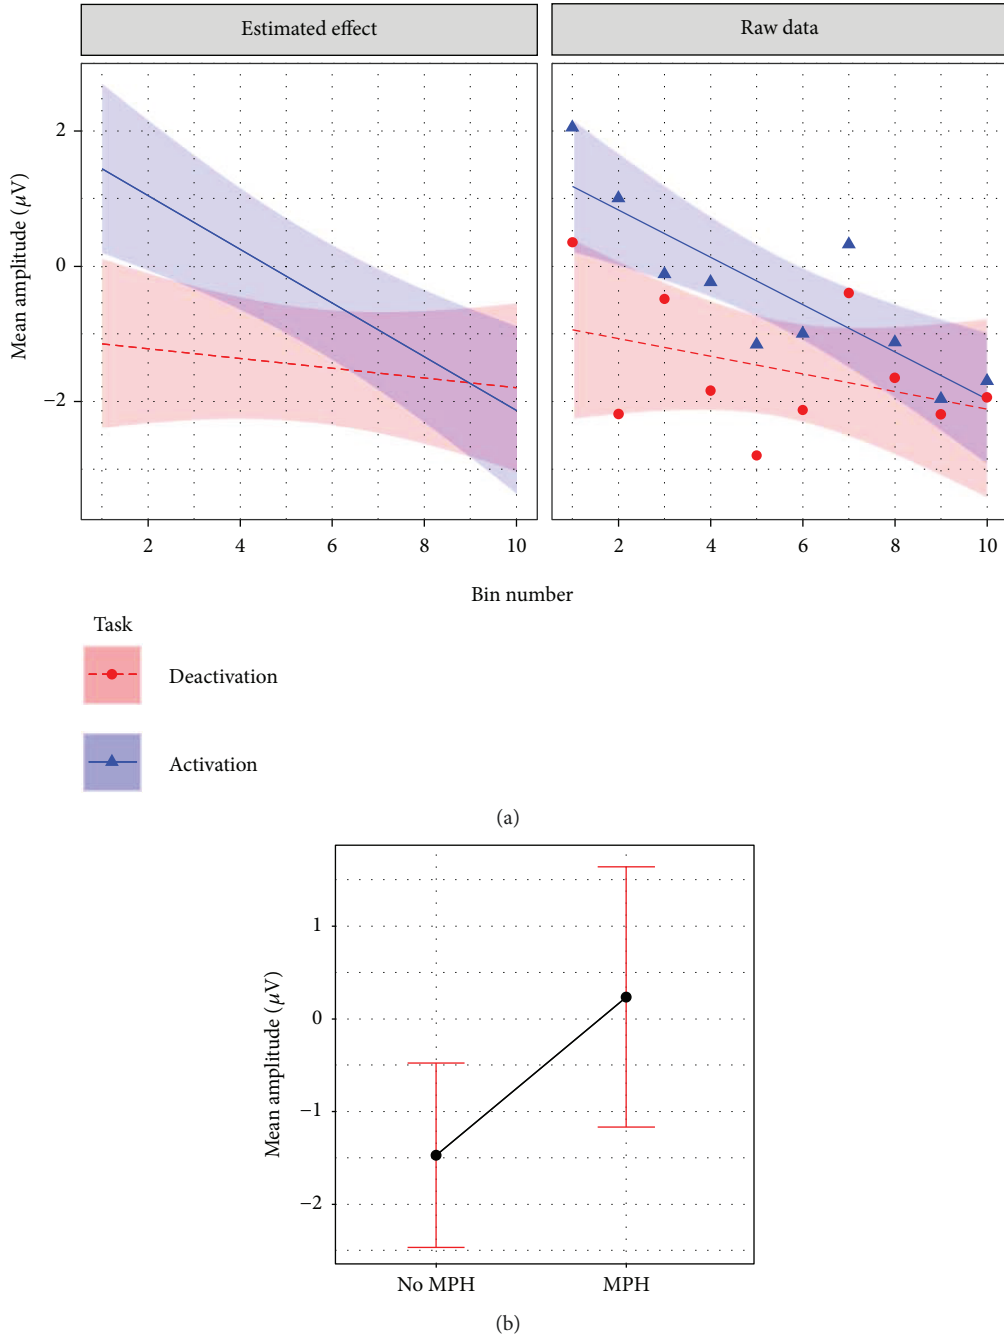 Estimated effect
Raw data
Mean amplitude (μV)
2
0
−2
2
4
6
8
10
2
4
6
8
10
Bin number
Task
Deactivation
Activation
(a)
Mean amplitude (μV)
1
0
−1
−2
No MPH
MPH
(b)